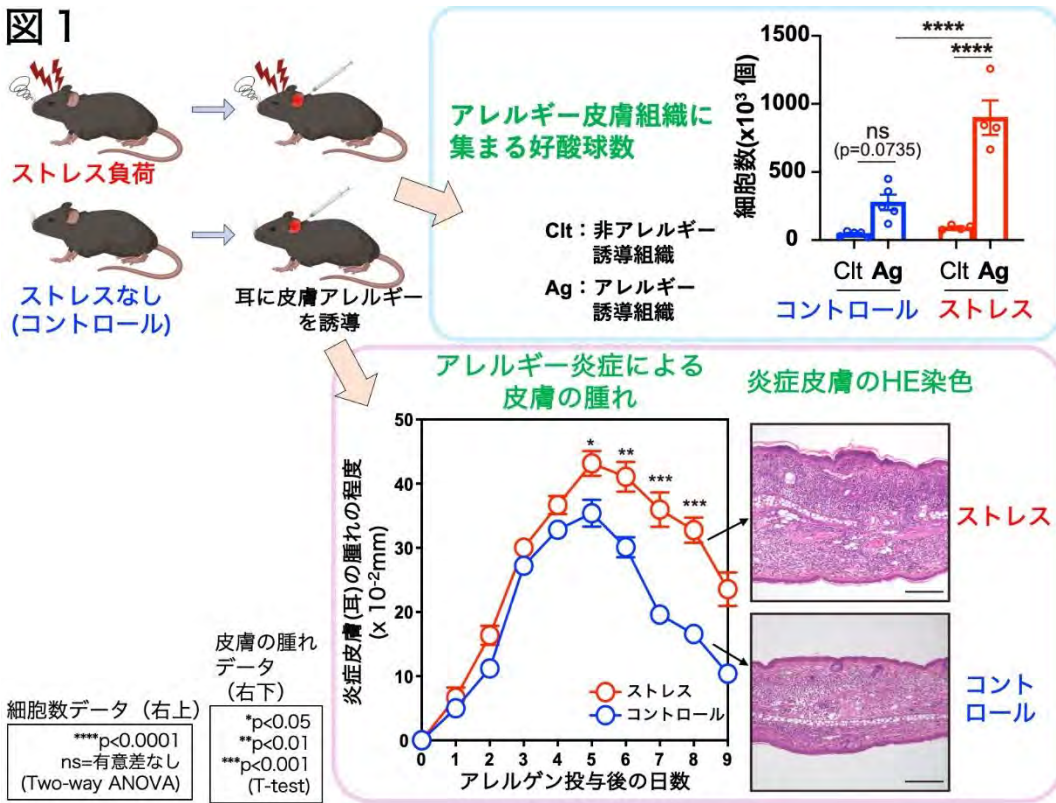 図1
ストレス負荷
ストレスなし
(コントロール)
耳に皮膚アレルギー
を誘導
アレルギー皮膚組織に
集まる好酸球数
Clt：非アレルギー
誘導組織
Ag：アレルギー
誘導組織
細胞数(x10³ 個)
1500
1000
500
0
ns
(p=0.0735)
****
****
Clt Ag Clt Ag
コントロール ストレス
アレルギー炎症による
皮膚の腫れ
炎症皮膚のHE染色
炎症皮膚(耳)の腫れの程度
(x 10⁻²mm)
50
40
30
20
10
0
*
**
***
***
ストレス
コントロール
0 1 2 3 4 5 6 7 8 9
アレルゲン投与後の日数
ストレス
コント
ロール
細胞数データ（右上）
****p<0.0001
ns=有意差なし
(Two-way ANOVA)
皮膚の腫れ
データ
（右下）
*p<0.05
**p<0.01
***p<0.001
(T-test)